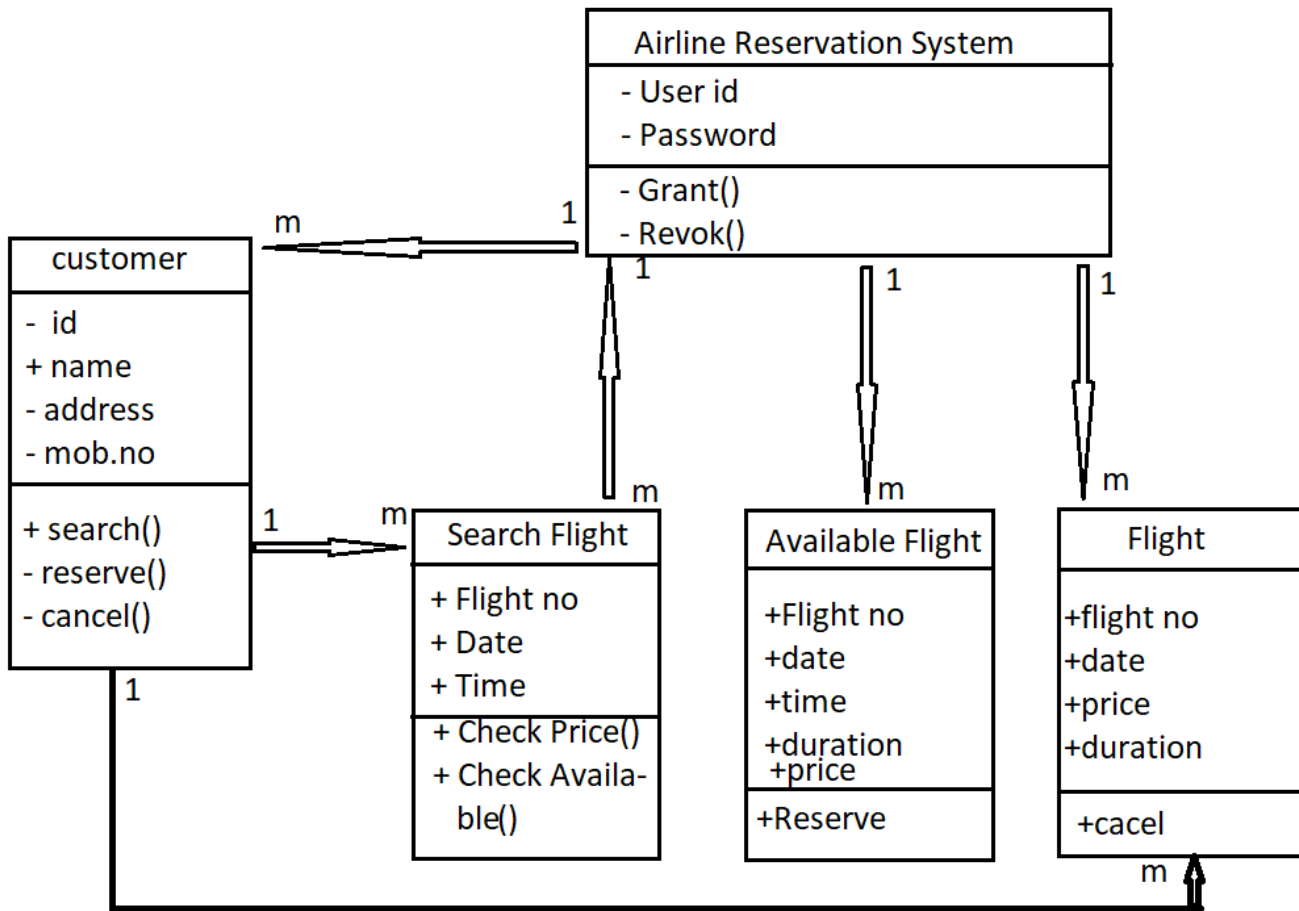 Airline Reservation System
- User id
- Password
- Grant()
- Revok()
m
1
1
1
1
customer
- id
+ name
- address
- mob.no
+ search()
- reserve()
- cancel()
1
m
m
m
m
Search Flight
+ Flight no
+ Date
+ Time
+ Check Price()
+ Check Availa-
ble()
Available Flight
+Flight no
+date
+time
+duration
+price
+Reserve
Flight
+flight no
+date
+price
+duration
+cacel
1
m